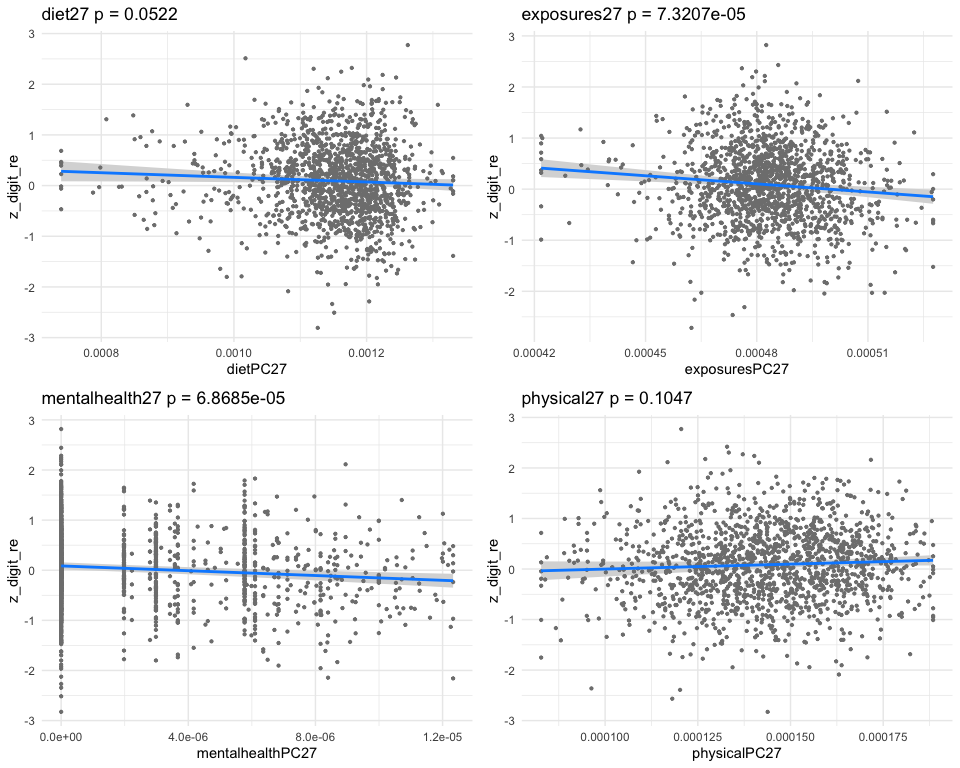 diet27 p = 0.0522
z_digit_re
3
2
1
0
-1
-2
-3
0.0008 0.0010 0.0012
dietPC27
exposures27 p = 7.3207e-05
z_digit_re
3
2
1
0
-1
-2
0.00042 0.00045 0.00048 0.00051
exposuresPC27
mentalhealth27 p = 6.8685e-05
z_digit_re
3
2
1
0
-1
-2
-3
0.0e+00 4.0e-06 8.0e-06 1.2e-05
mentalhealthPC27
physical27 p = 0.1047
z_digit_re
3
2
1
0
-1
-2
-3
0.000100 0.000125 0.000150 0.000175
physicalPC27